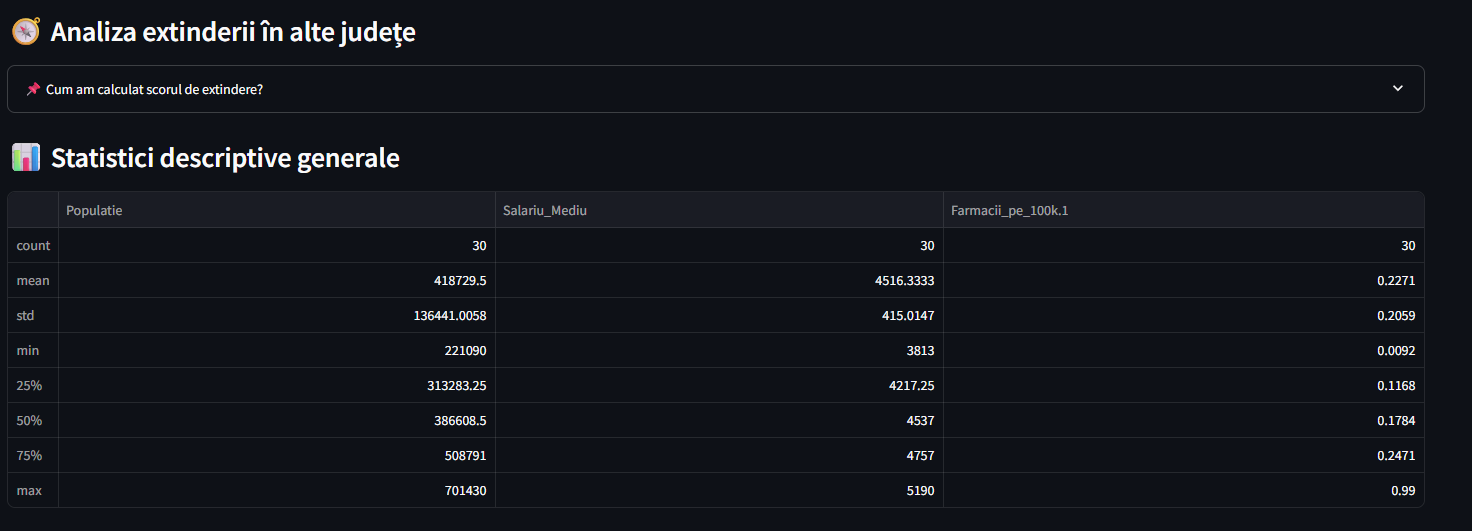 Analiza extinderii în alte județe
Cum am calculat scorul de extindere?
Statistici descriptive generale
Populatie Salariu_Mediu Farmacii_pe_100k.1
count 30 30 30
mean 418729.5 4516.3333 0.2271
std 136441.0058 415.0147 0.2059
min 221090 3813 0.0092
25% 313283.25 4217.25 0.1168
50% 386608.5 4537 0.1784
75% 508791 4757 0.2471
max 701430 5190 0.99